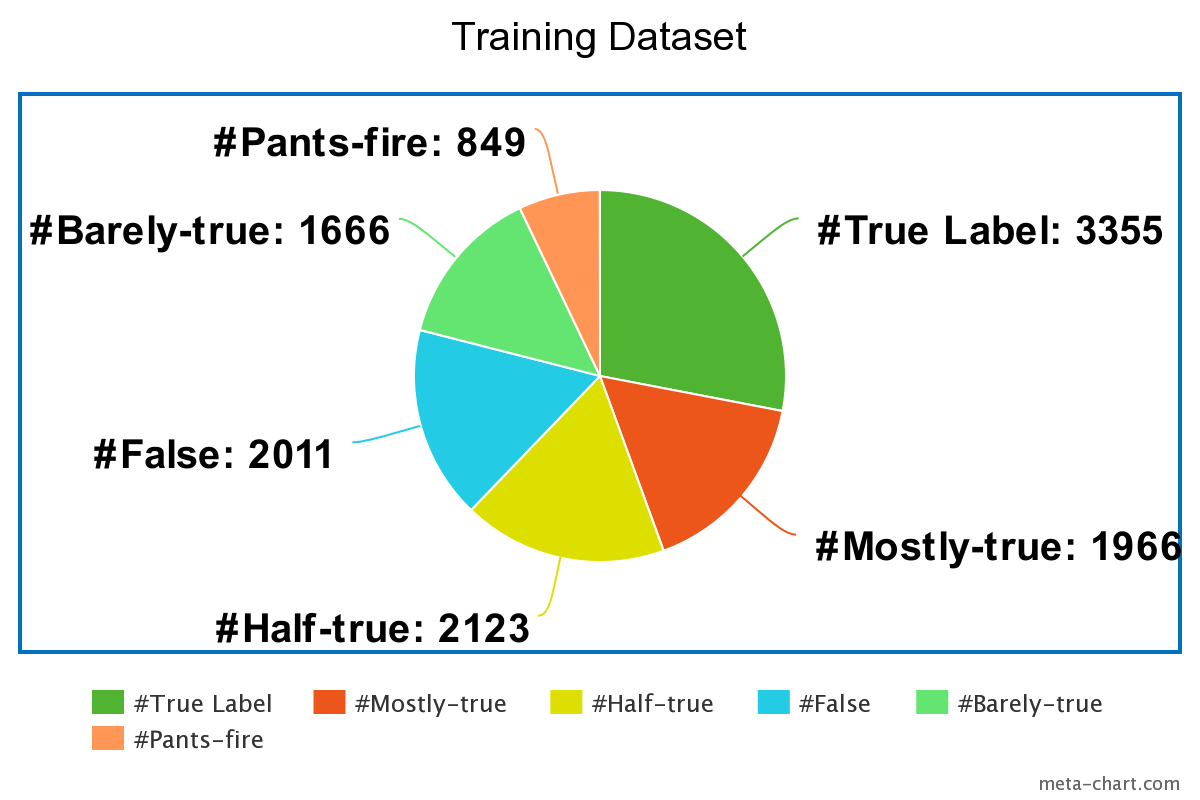 Training Dataset
#Pants-fire: 849
#Barely-true: 1666
#True Label: 3355
#False: 2011
#Mostly-true: 1966
#Half-true: 2123
#True Label #Mostly-true #Half-true #False #Barely-true
#Pants-fire
meta-chart.com